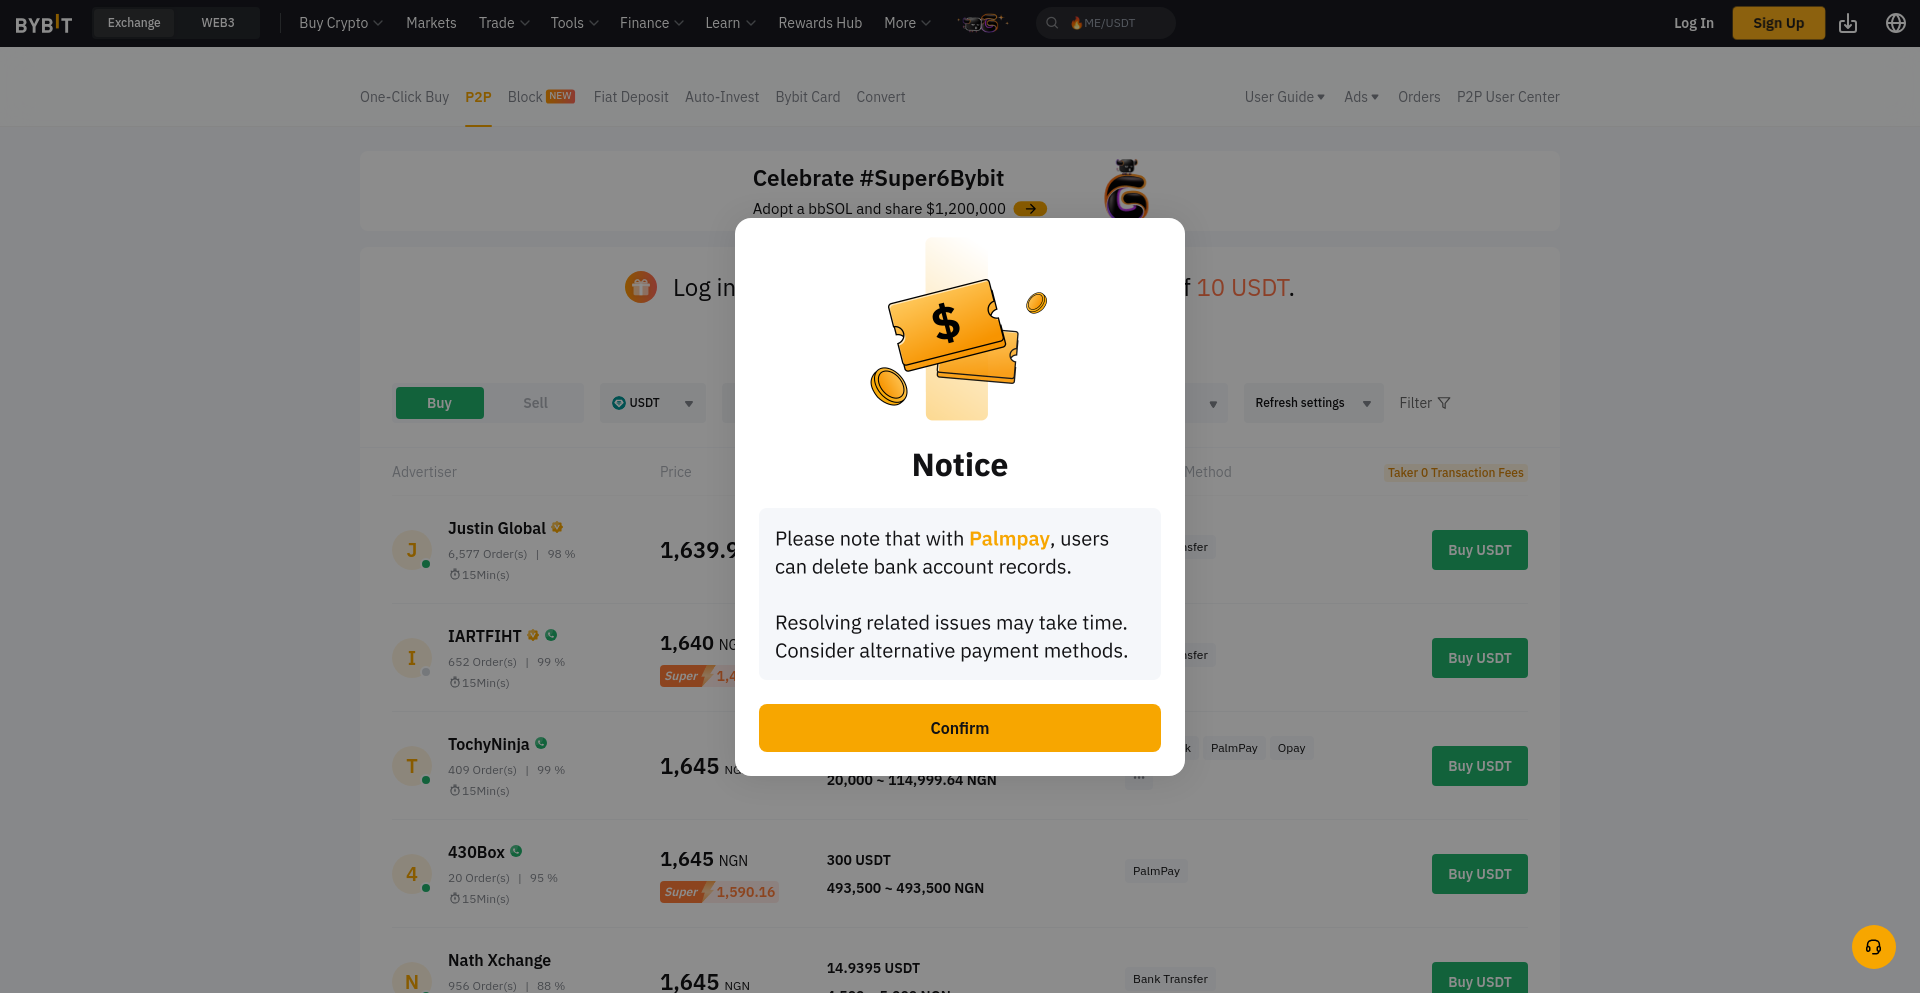 BYBIT Exchange WEB3 Buy Crypto Markets Trade Tools Finance Learn Rewards Hub More 🔥ME/USDT Log In Sign Up
One-Click Buy P2P Block NEW Fiat Deposit Auto-Invest Bybit Card Convert User Guide Ads Orders P2P User Center
Celebrate #Super6Bybit
Adopt a bbSOL and share $1,200,000
Log in 10 USDT.
$
Notice
Please note that with Palmpay, users
can delete bank account records.
Resolving related issues may take time.
Consider alternative payment methods.
Confirm
Buy Sell USDT Refresh settings Filter
Advertiser Price Method Taker 0 Transaction Fees
J Justin Global
6,577 Order(s) | 98 %
15Min(s)
1,639.9
Buy USDT
I IARTFIHT
652 Order(s) | 99 %
15Min(s)
1,640
Super
Buy USDT
T TochyNinja
409 Order(s) | 99 %
15Min(s)
1,645
20,000 ~ 114,999.64 NGN
PalmPay Opay
...
Buy USDT
4 430Box
20 Order(s) | 95 %
15Min(s)
1,645 NGN
Super 1,590.16
300 USDT
493,500 ~ 493,500 NGN
PalmPay
Buy USDT
N Nath Xchange
956 Order(s) | 88 %
1,645 NGN
14.9395 USDT
Bank Transfer
Buy USDT